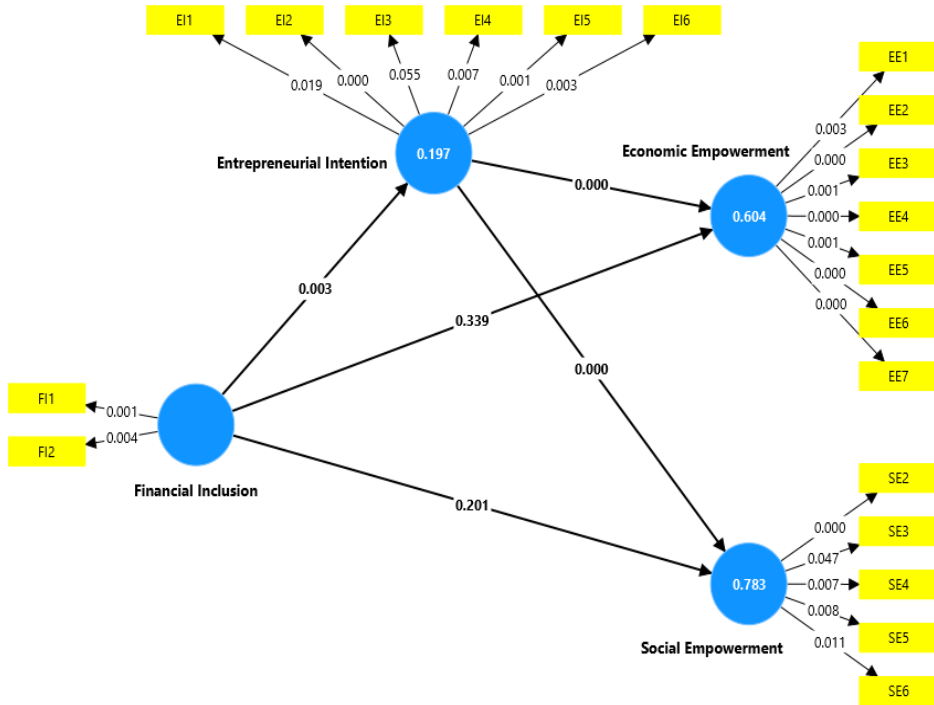 EI1
EI2
EI3
EI4
EI5
EI6
0.019
0.000
0.055
0.007
0.001
0.003
EE1
EE2
EE3
EE4
EE5
EE6
EE7
0.003
0.000
0.001
0.000
0.001
0.000
0.000
Economic Empowerment
0.604
Entrepreneurial Intention
0.197
0.000
0.003
0.339
0.000
FI1
FI2
0.001
0.004
Financial Inclusion
0.201
SE2
SE3
SE4
SE5
SE6
0.000
0.047
0.007
0.008
0.011
0.783
Social Empowerment